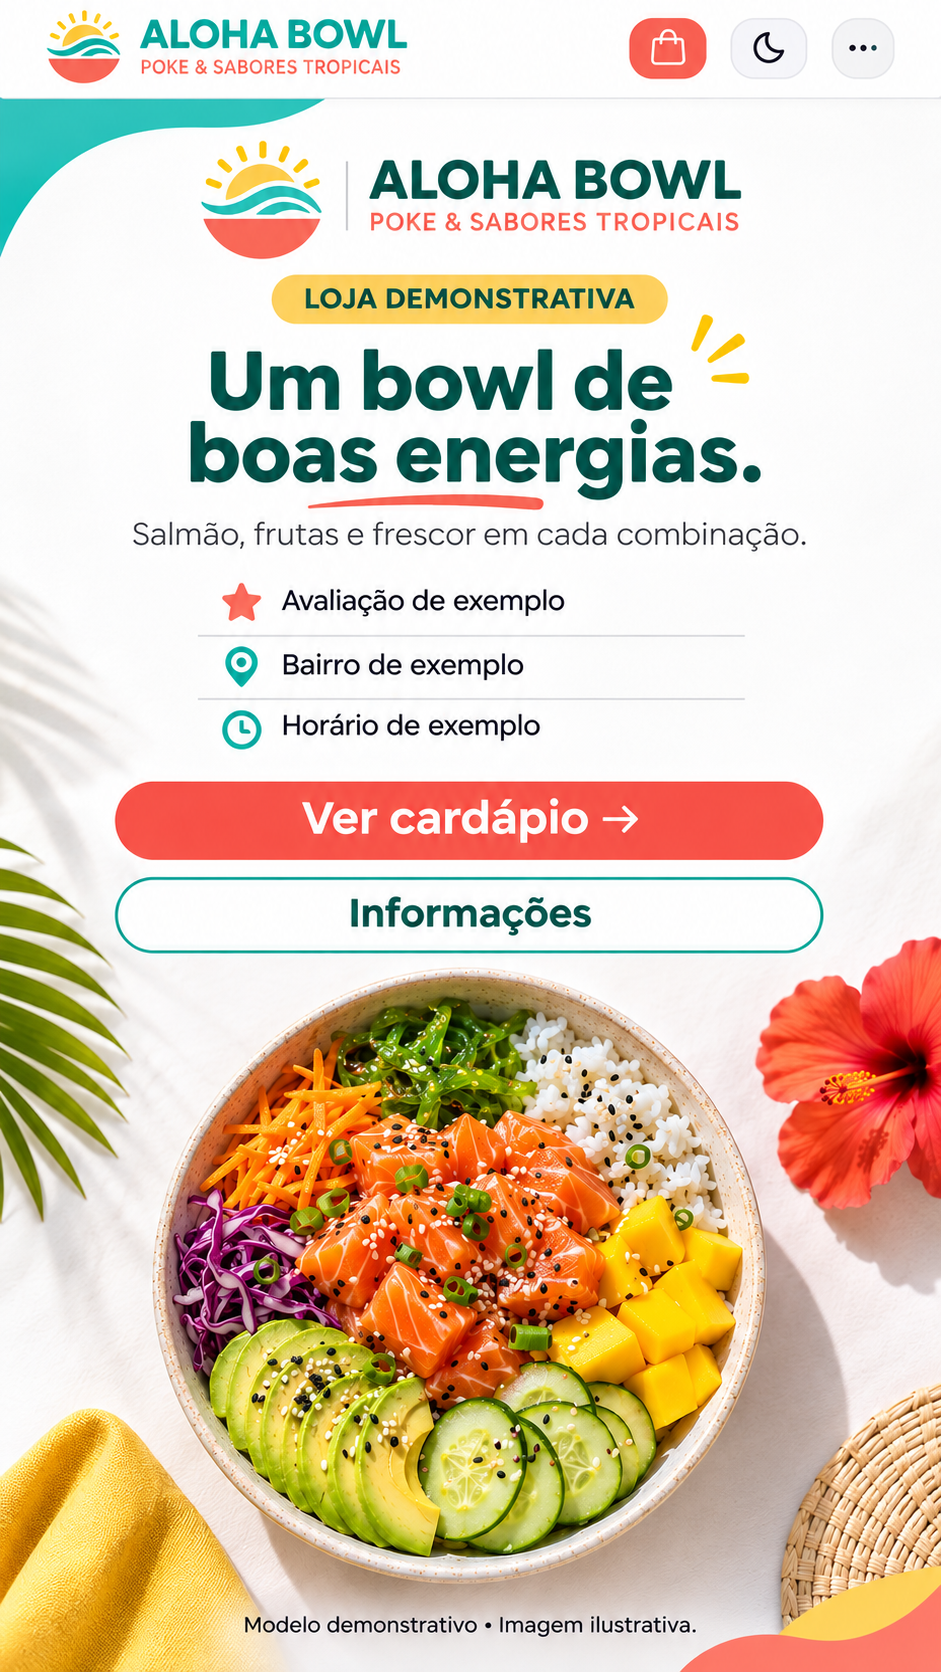 ALOHA BOWL
POKE & SABORES TROPICAIS
ALOHA BOWL
POKE & SABORES TROPICAIS
LOJA DEMONSTRATIVA
Um bowl de
boas energias.
Salmão, frutas e frescor em cada combinação.
Avaliação de exemplo
Bairro de exemplo
Horário de exemplo
Ver cardápio →
Informações
Modelo demonstrativo • Imagem ilustrativa.